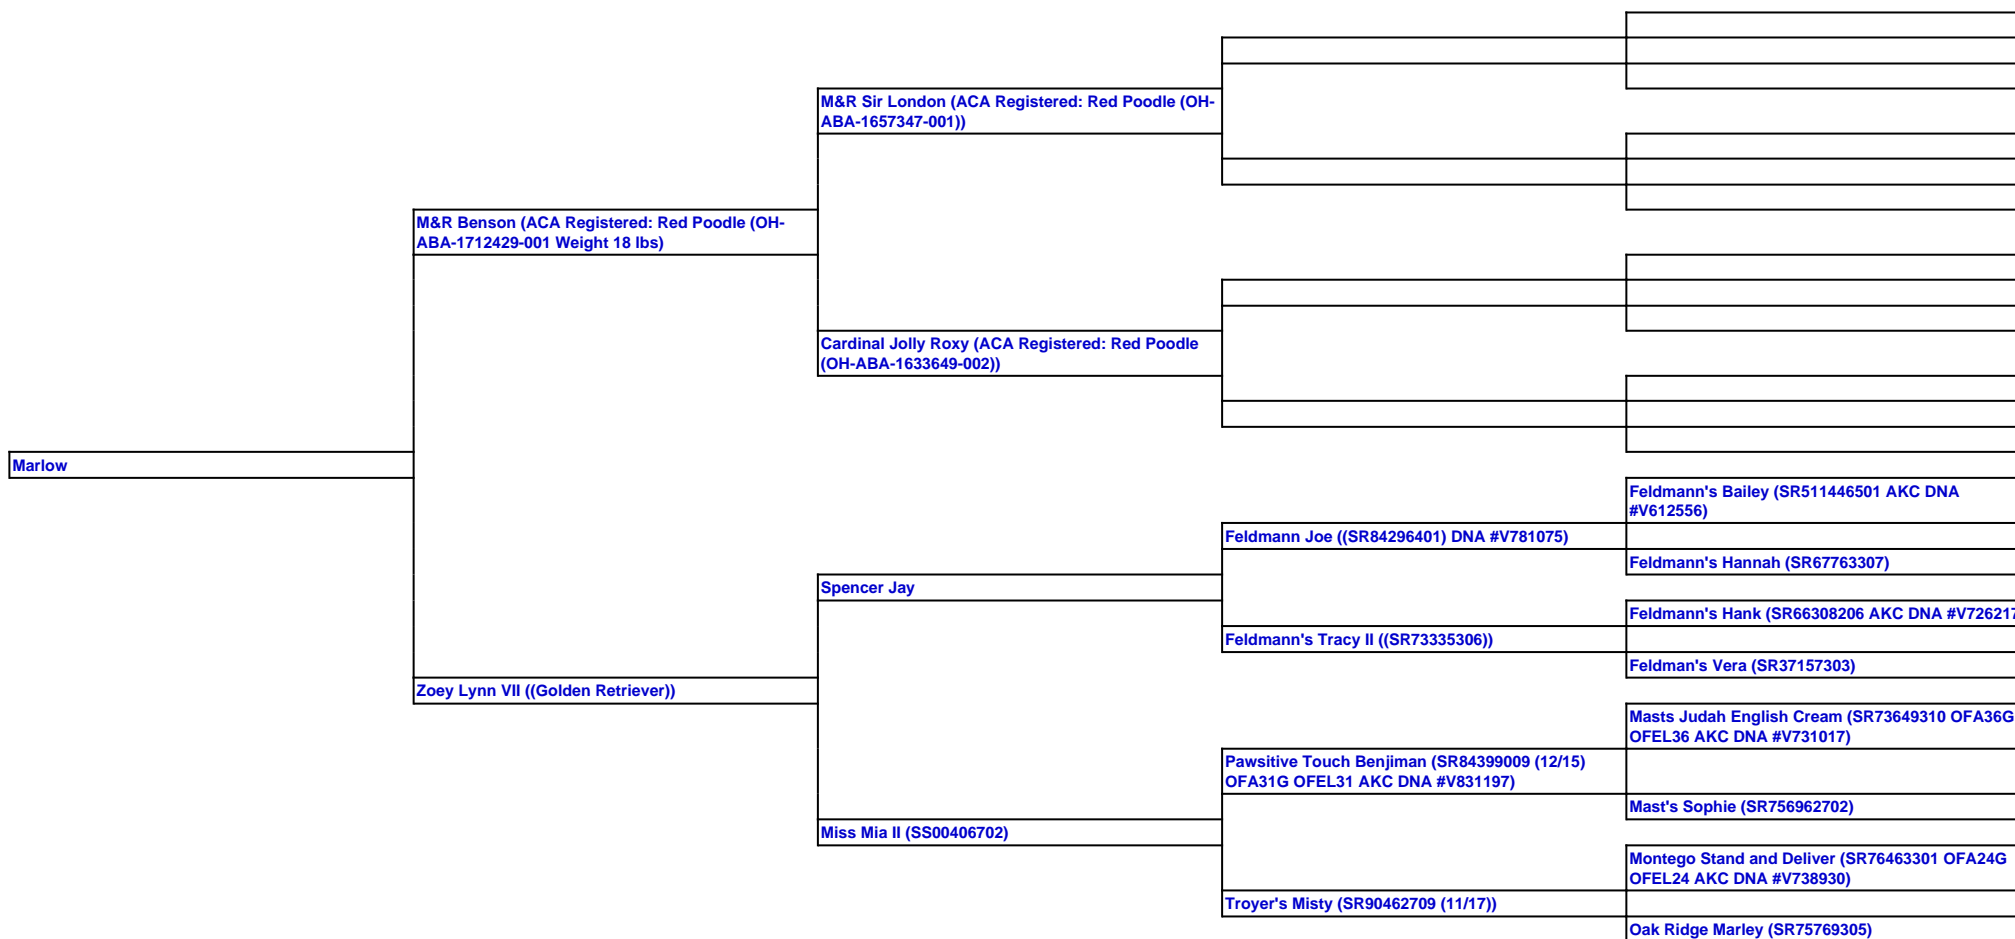 M&R Sir London (ACA Registered: Red Poodle (OH-
ABA-1657347-001))
M&R Benson (ACA Registered: Red Poodle (OH-
ABA-1712429-001 Weight 18 lbs)
Cardinal Jolly Roxy (ACA Registered: Red Poodle
(OH-ABA-1633649-002))
Marlow
Feldmann's Bailey (SR511446501 AKC DNA
#V612556)
Feldmann Joe ((SR84296401) DNA #V781075)
Feldmann's Hannah (SR67763307)
Spencer Jay
Feldmann's Hank (SR66308206 AKC DNA #V726217
Feldmann's Tracy II ((SR73335306))
Feldman's Vera (SR37157303)
Zoey Lynn VII ((Golden Retriever))
Masts Judah English Cream (SR73649310 OFA36G
OFEL36 AKC DNA #V731017)
Pawsitive Touch Benjiman (SR84399009 (12/15)
OFA31G OFEL31 AKC DNA #V831197)
Mast's Sophie (SR756962702)
Miss Mia II (SS00406702)
Montego Stand and Deliver (SR76463301 OFA24G
OFEL24 AKC DNA #V738930)
Troyer's Misty (SR90462709 (11/17))
Oak Ridge Marley (SR75769305)